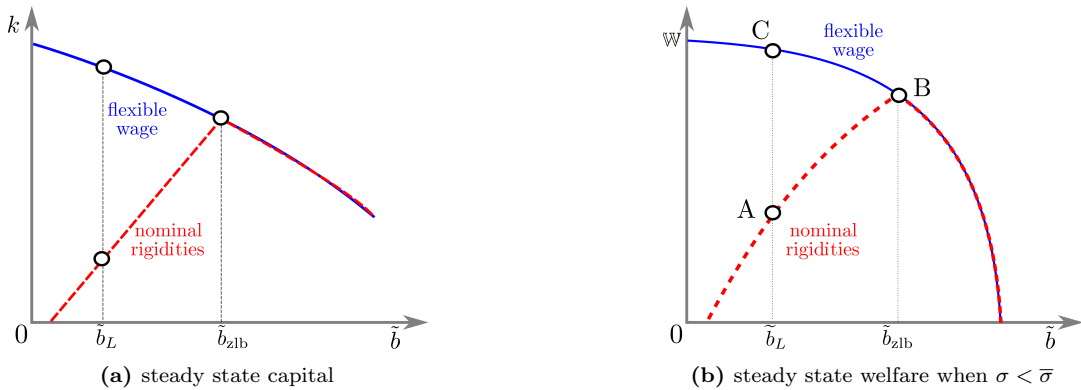 k
flexible
wage
nominal
rigidities
0
b̃_L
b̃_zlb
b̃
(a) steady state capital
𝕎
C
flexible
wage
B
A
nominal
rigidities
0
b̃_L
b̃_zlb
b̃
(b) steady state welfare when σ < σ̅